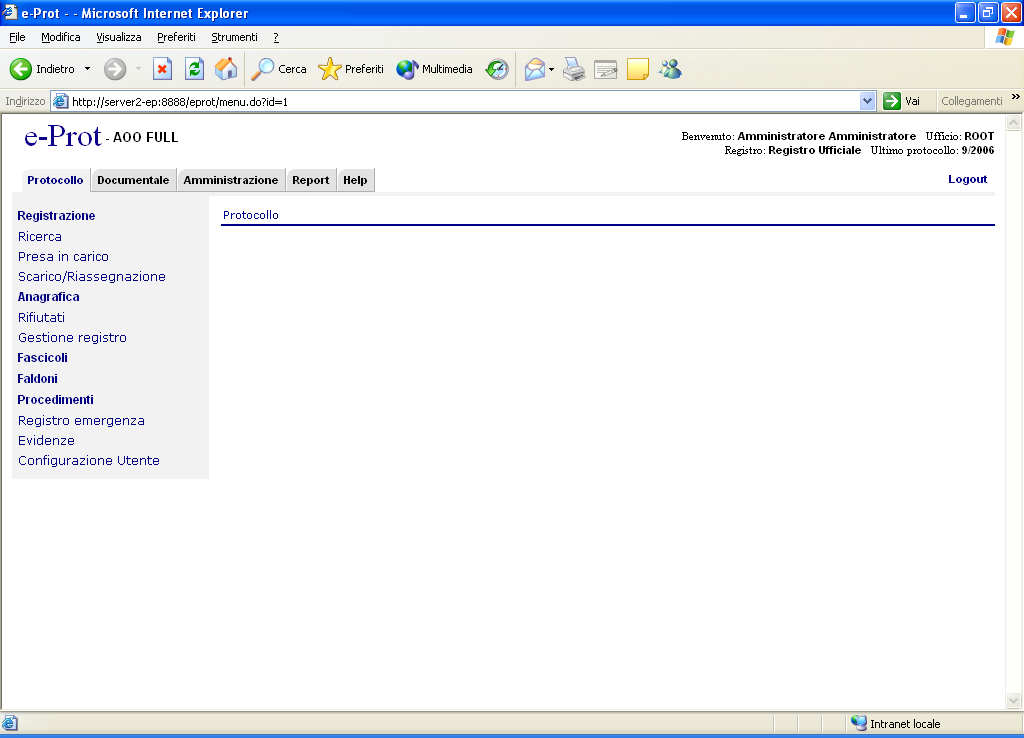 e-Prot - - Microsoft Internet Explorer
File Modifica Visualizza Preferiti Strumenti ?
Indietro Cerca Preferiti Multimedia
Indirizzo http://server2-ep:8888/eprot/menu.do?id=1 Vai Collegamenti »
e-Prot - AOO FULL
Benvenuto: Amministratore Amministratore Ufficio: ROOT
Registro: Registro Ufficiale Ultimo protocollo: 9/2006
Protocollo Documentale Amministrazione Report Help Logout
Registrazione
Ricerca
Presa in carico
Scarico/Riassegnazione
Anagrafica
Rifiutati
Gestione registro
Fascicoli
Faldoni
Procedimenti
Registro emergenza
Evidenze
Configurazione Utente
Protocollo
Intranet locale